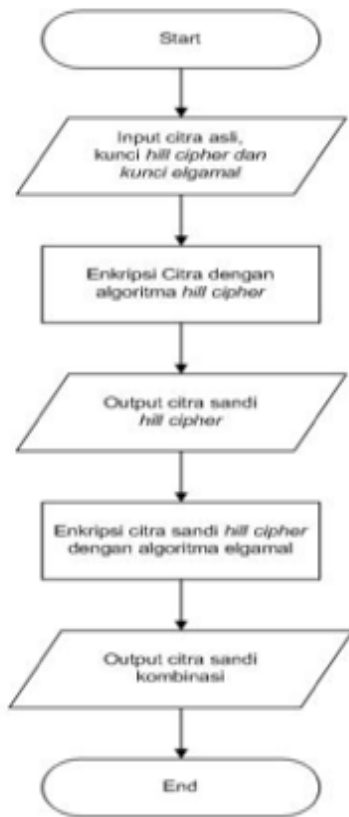 Start
Input citra asli,
kunci hill cipher dan
kunci elgamal
Enkripsi Citra dengan
algoritma hill cipher
Output citra sandi
hill cipher
Enkripsi citra sandi hill cipher
dengan algoritma elgamal
Output citra sandi
kombinasi
End